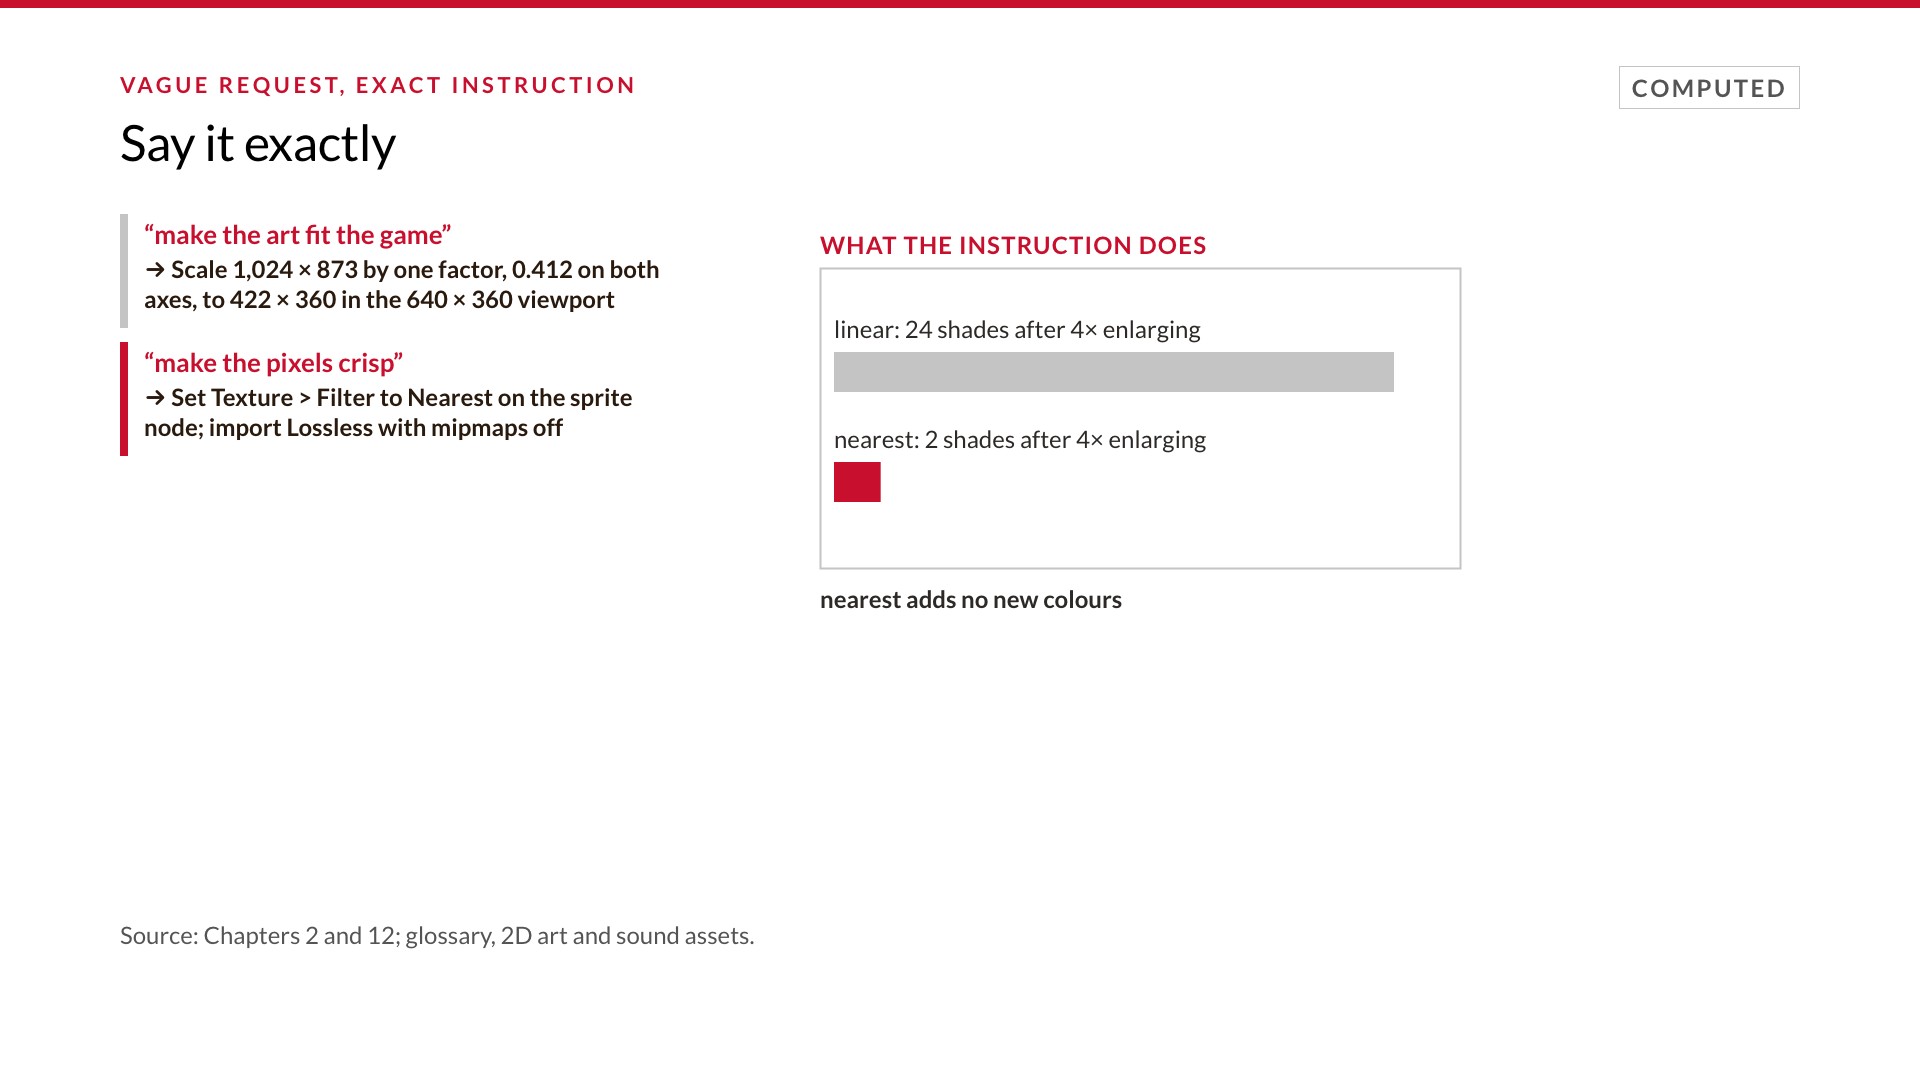 VAGUE REQUEST, EXACT INSTRUCTION
COMPUTED
Say it exactly
“make the art fit the game”
→ Scale 1,024 × 873 by one factor, 0.412 on both
axes, to 422 × 360 in the 640 × 360 viewport
“make the pixels crisp”
→ Set Texture > Filter to Nearest on the sprite
node; import Lossless with mipmaps off
WHAT THE INSTRUCTION DOES
linear: 24 shades after 4× enlarging
nearest: 2 shades after 4× enlarging
nearest adds no new colours
Source: Chapters 2 and 12; glossary, 2D art and sound assets.